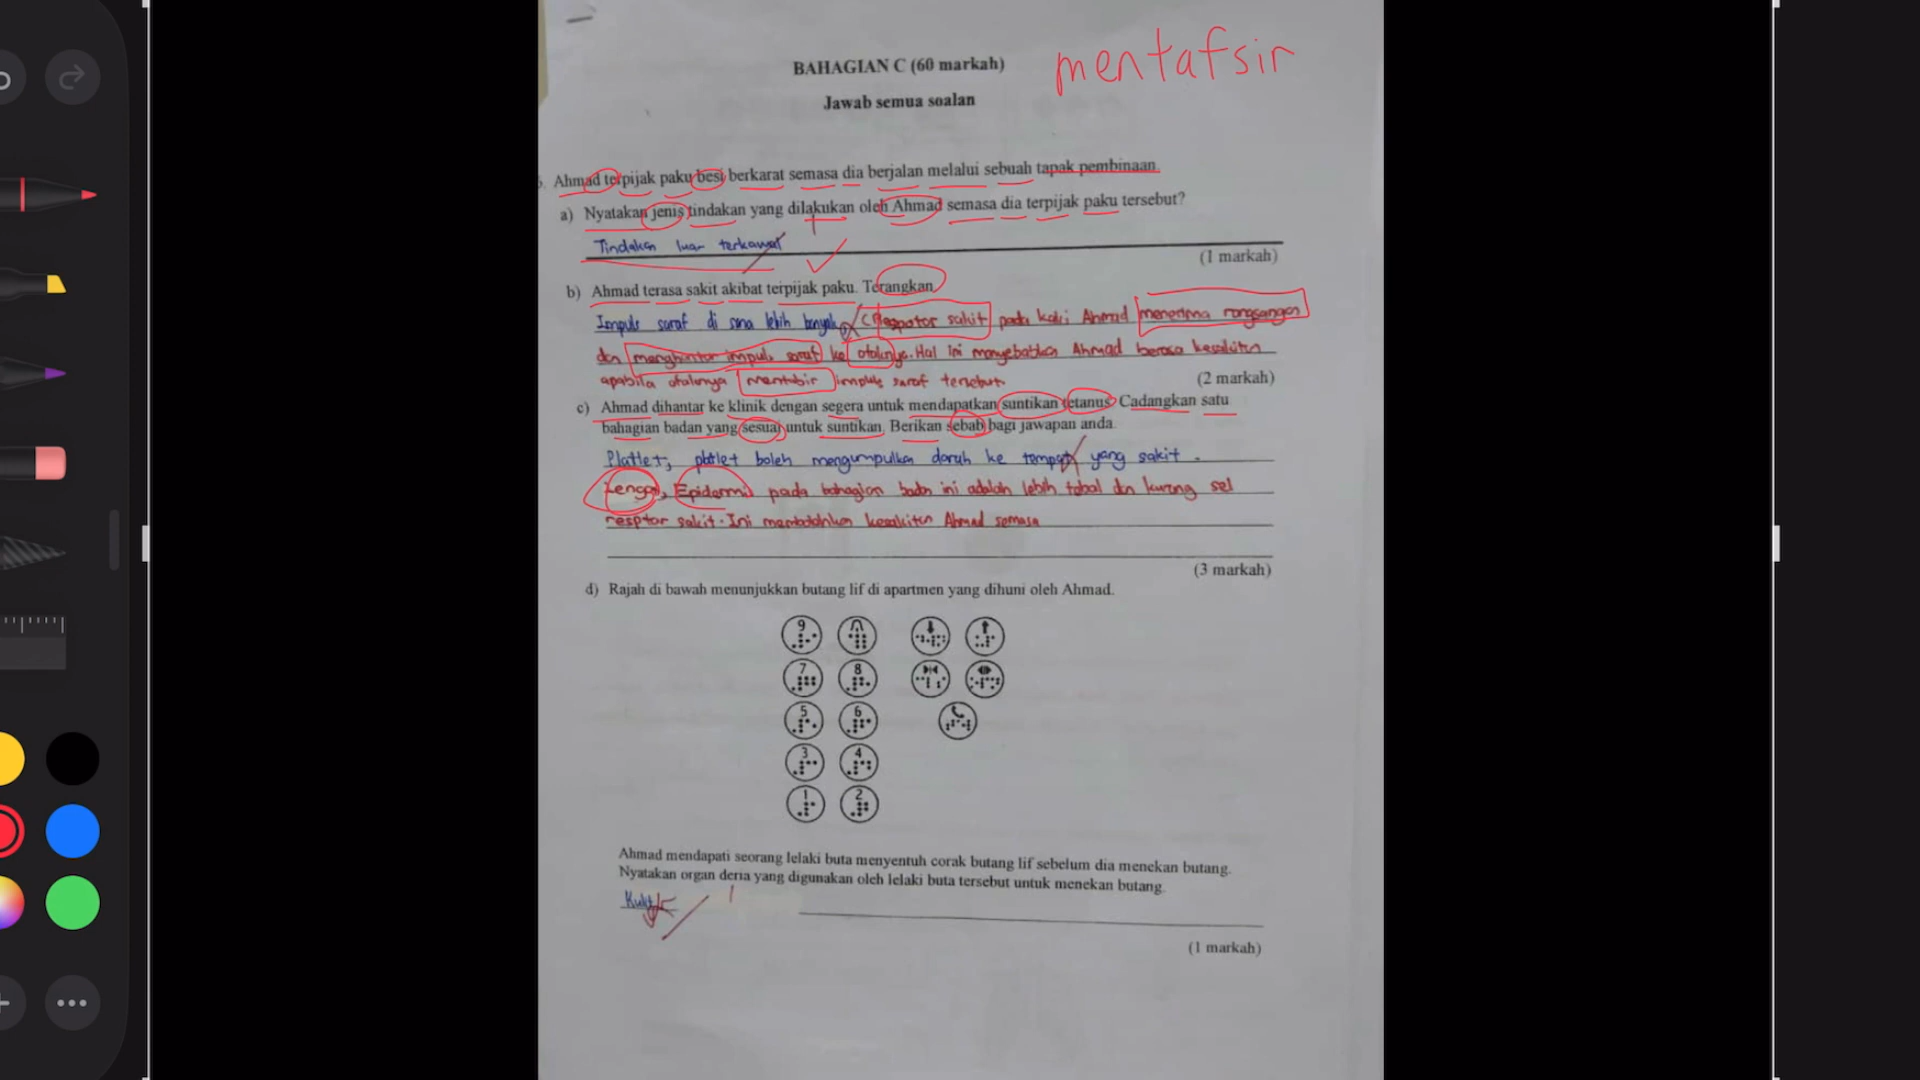 BAHAGIAN C (60 markah)
mentafsir
Jawab semua soalan
Ahmad terpijak paku besi berkarat semasa dia berjalan melalui sebuah tapak pembinaan.
a) Nyatakan jenis tindakan yang dilakukan oleh Ahmad semasa dia terpijak paku tersebut?
Tindakan luar terkawal
(1 markah)
b) Ahmad terasa sakit akibat terpijak paku. Terangkan
Impuls saraf di sana lebih banyak (Resptor sakit pada kaki Ahmad menerima rangsangan
dan menghantar impuls saraf ke otaknya. Hal ini menyebabkan Ahmad berasa kesakitan
apabila otaknya mentabir impuls saraf tersebut.
(2 markah)
c) Ahmad dihantar ke klinik dengan segera untuk mendapatkan suntikan tetanus. Cadangkan satu
bahagian badan yang sesuai untuk suntikan. Berikan sebab bagi jawapan anda.
Platlet, platlet boleh mengumpulkan darah ke tempat yang sakit.
Lengan, Epidermis pada bahagian badan ini adalah lebih tebal dan kurang sel
resptor sakit. Ini membolehkan kesakitan Ahmad semasa
(3 markah)
d) Rajah di bawah menunjukkan butang lif di apartmen yang dihuni oleh Ahmad.
9
7 8
5 6
3 4
1 2
Ahmad mendapati seorang lelaki buta menyentuh corak butang lif sebelum dia menekan butang.
Nyatakan organ deria yang digunakan oleh lelaki buta tersebut untuk menekan butang.
Kulit
(1 markah)